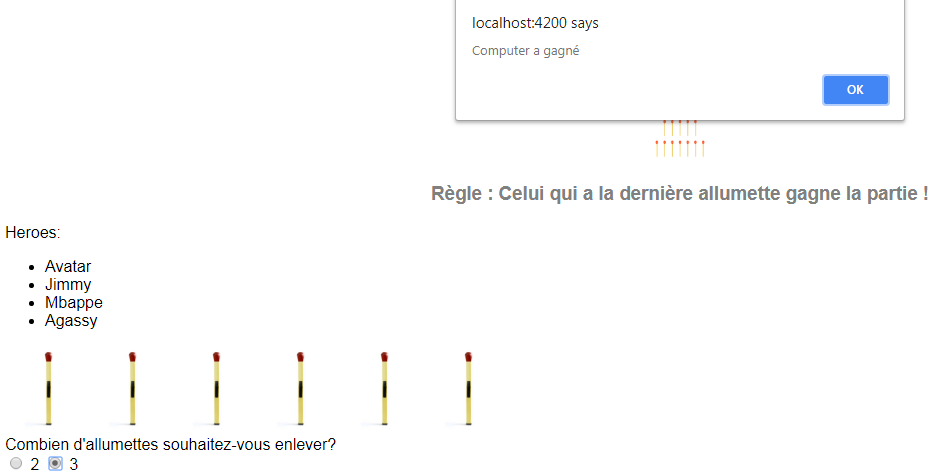 localhost:4200 says
Computer a gagné
OK
Règle : Celui qui a la dernière allumette gagne la partie !
Heroes:
Avatar
Jimmy
Mbappe
Agassy
Combien d'allumettes souhaitez-vous enlever?
2 3